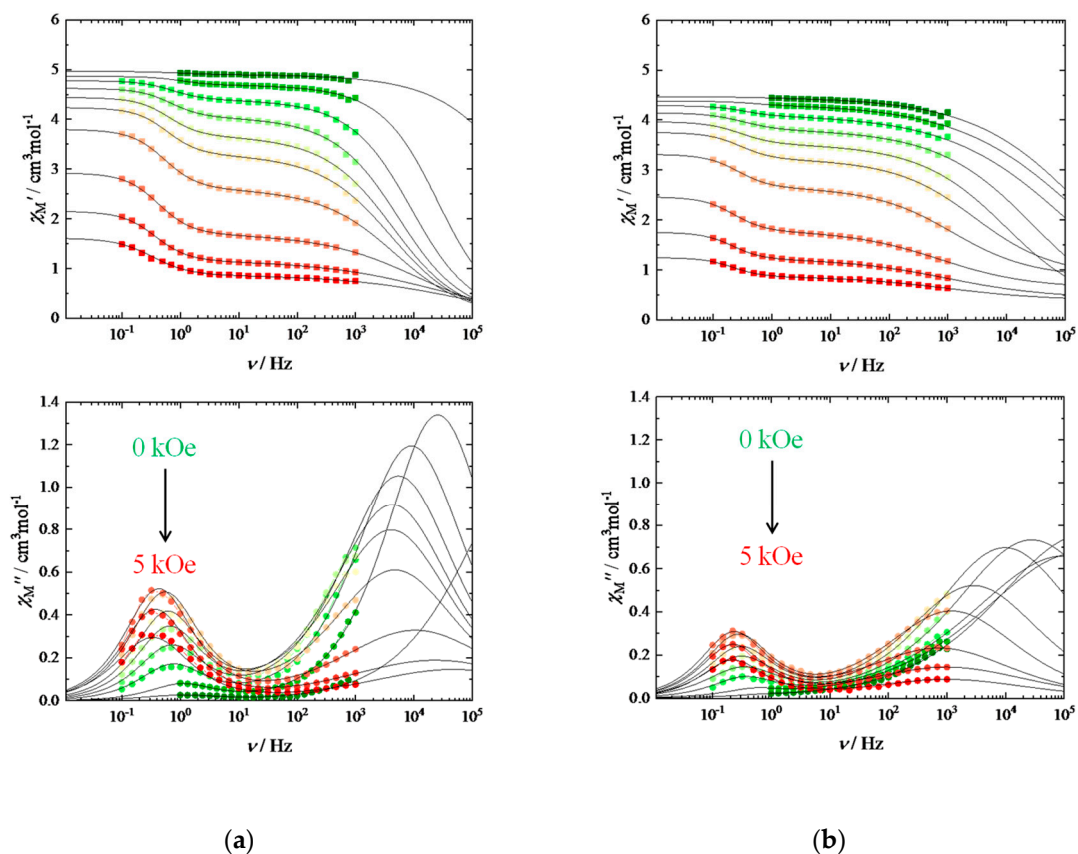 6
5
4
3
2
1
0
χM′ / cm³mol⁻¹
10⁻¹ 10⁰ 10¹ 10² 10³ 10⁴ 10⁵
ν / Hz
6
5
4
3
2
1
0
χM′ / cm³mol⁻¹
10⁻¹ 10⁰ 10¹ 10² 10³ 10⁴ 10⁵
ν / Hz
1.4
1.2
1.0
0.8
0.6
0.4
0.2
0.0
χM″ / cm³mol⁻¹
0 kOe
5 kOe
10⁻¹ 10⁰ 10¹ 10² 10³ 10⁴ 10⁵
ν / Hz
1.4
1.2
1.0
0.8
0.6
0.4
0.2
0.0
χM″ / cm³mol⁻¹
0 kOe
5 kOe
10⁻¹ 10⁰ 10¹ 10² 10³ 10⁴ 10⁵
ν / Hz
(a)
(b)